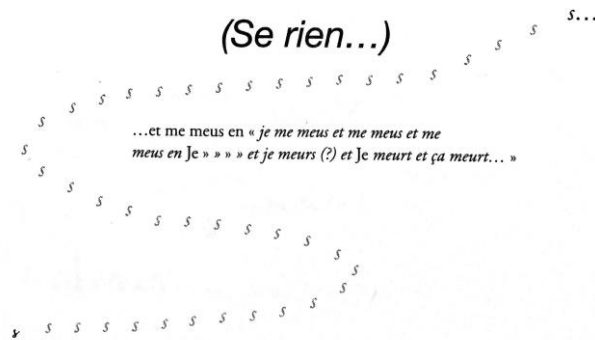 (Se rien…)
s s s s s s s s s s s s s s s s s s…
…et me meus en « je me meus et me meus et me
meus en Je » » » » et je meurs (?) et Je meurt et ça meurt… »
s
s s s s s s s s s s s s
s s s s s s s s s s s